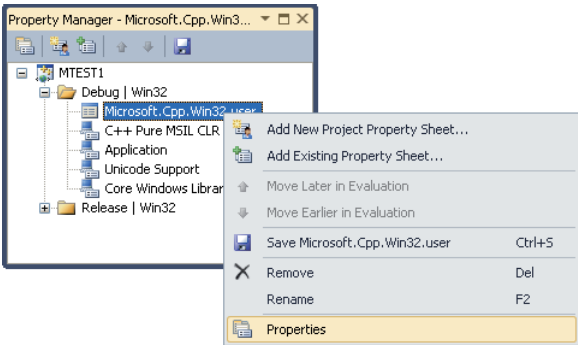 Property Manager - Microsoft.Cpp.Win3...
MTEST1
Debug | Win32
Microsoft.Cpp.Win32.user
C++ Pure MSIL CLR
Application
Unicode Support
Core Windows Librar
Release | Win32
Add New Project Property Sheet...
Add Existing Property Sheet...
Move Later in Evaluation
Move Earlier in Evaluation
Save Microsoft.Cpp.Win32.user Ctrl+S
Remove Del
Rename F2
Properties